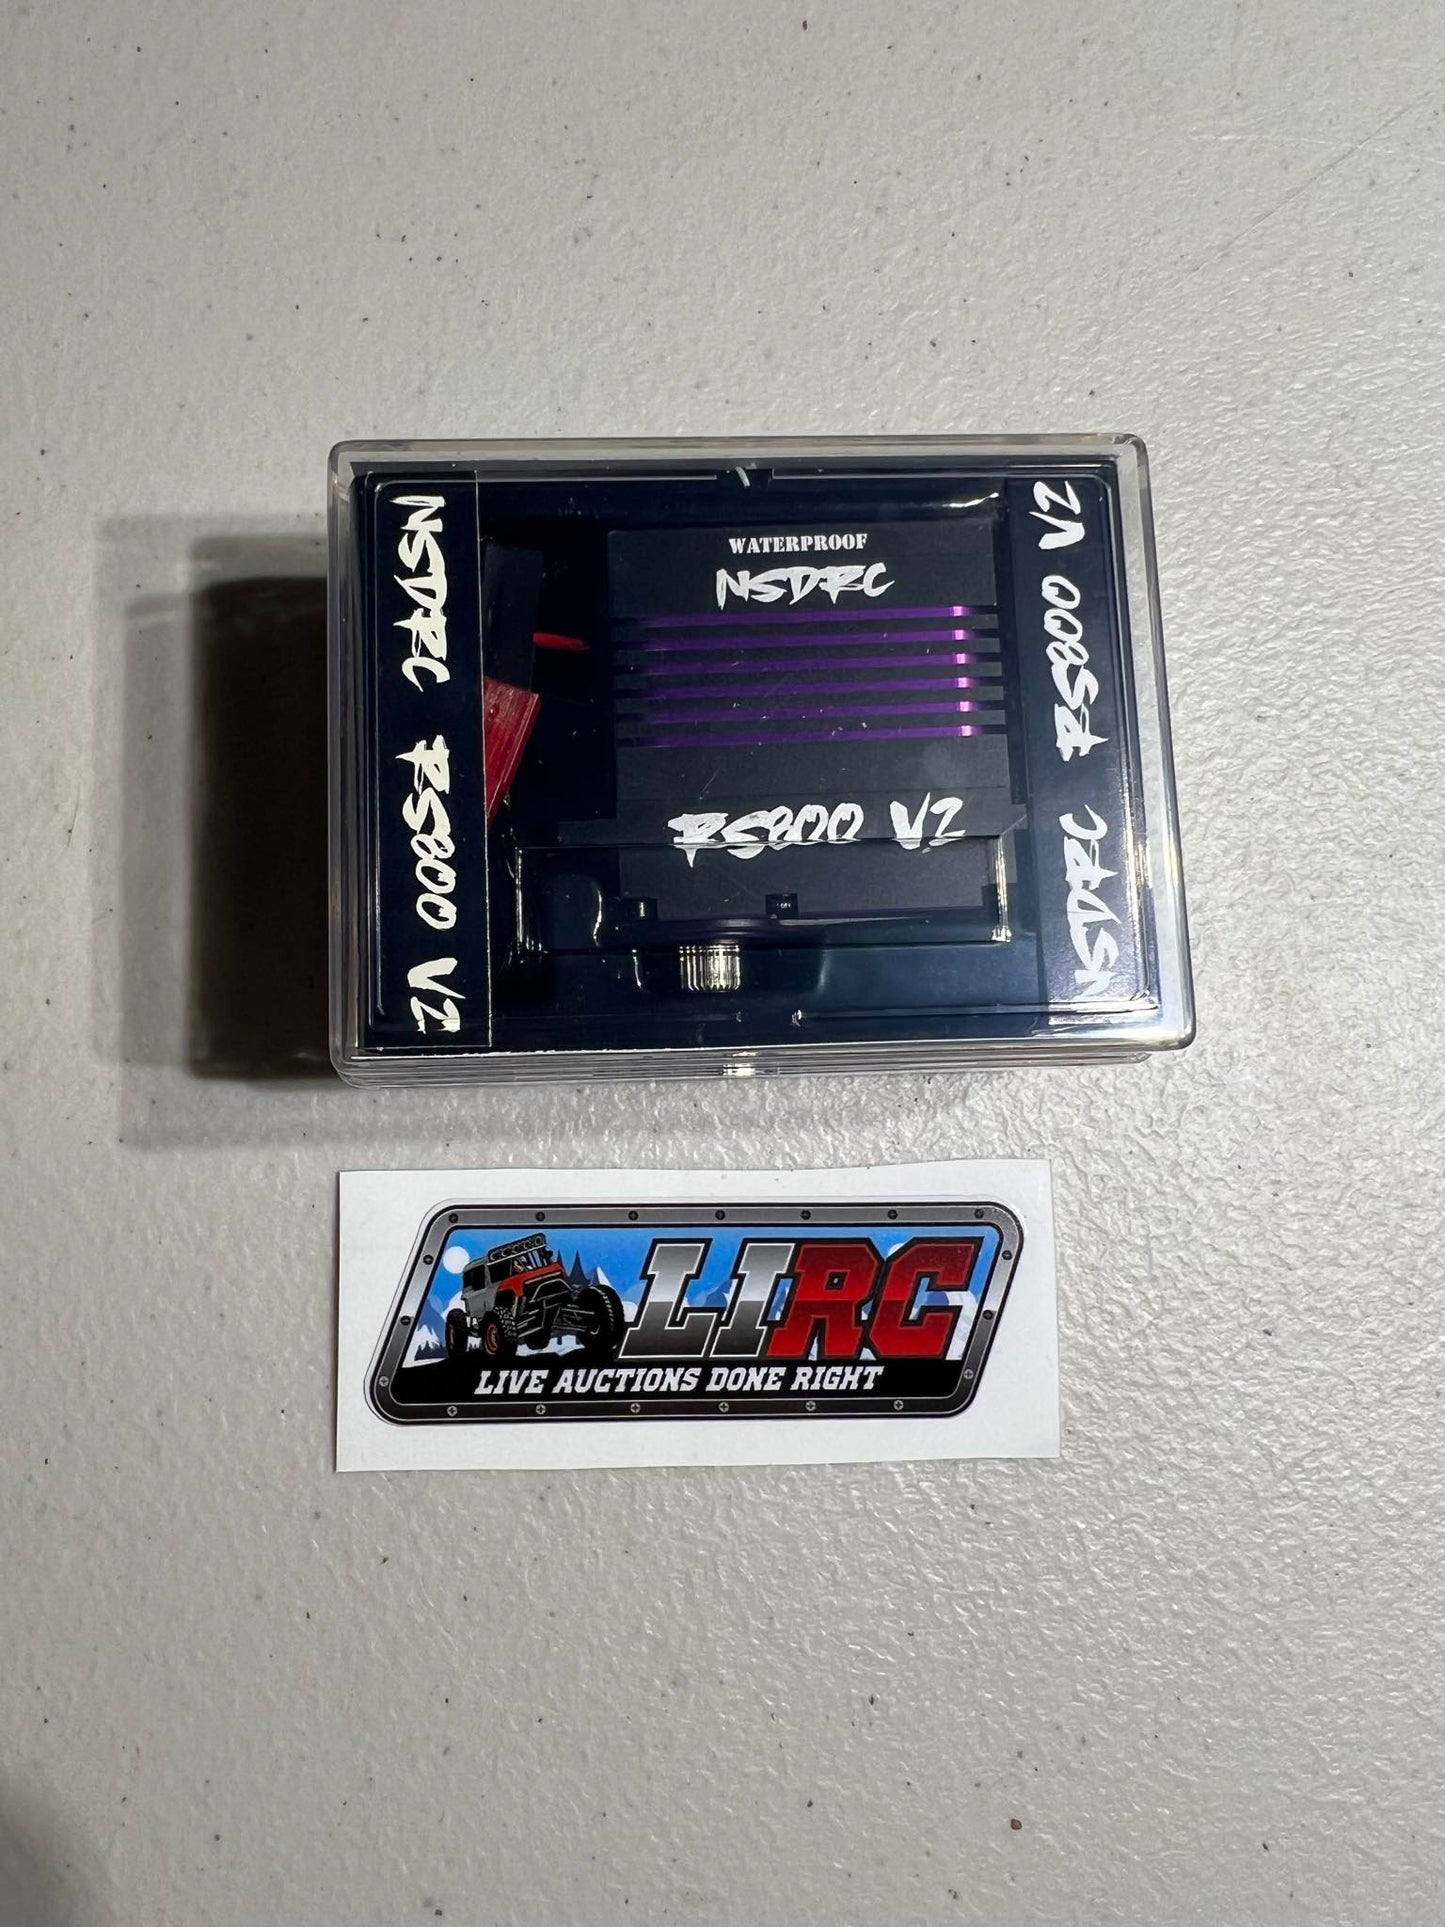 NSDRC RS800 V2
WATERPROOF
NSDRC
RS800 V2
NSDRC RS800 V2
LIRC
LIVE AUCTIONS DONE RIGHT